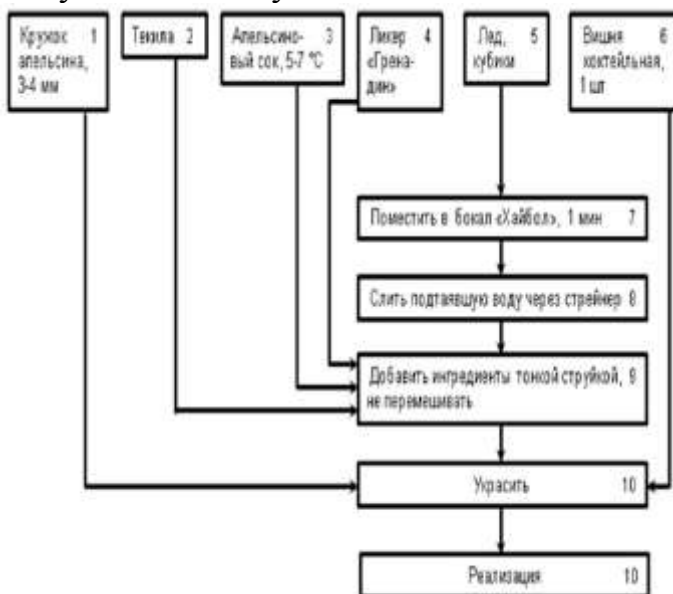 Кружок 1
апельсина,
3-4 мм
Текила 2
Апельсино- 3
вый сок, 5-7 °С
Ликер 4
«Грена-
дин»
Лед, 5
кубики
Вишня 6
коктейльная,
1 шт
Поместить в бокал «Хайбол», 1 мин 7
Слить подтаявшую воду через стрейнер 8
Добавить ингредиенты тонкой струйкой, 9
не перемешивать
Украсить 10
Реализация 10